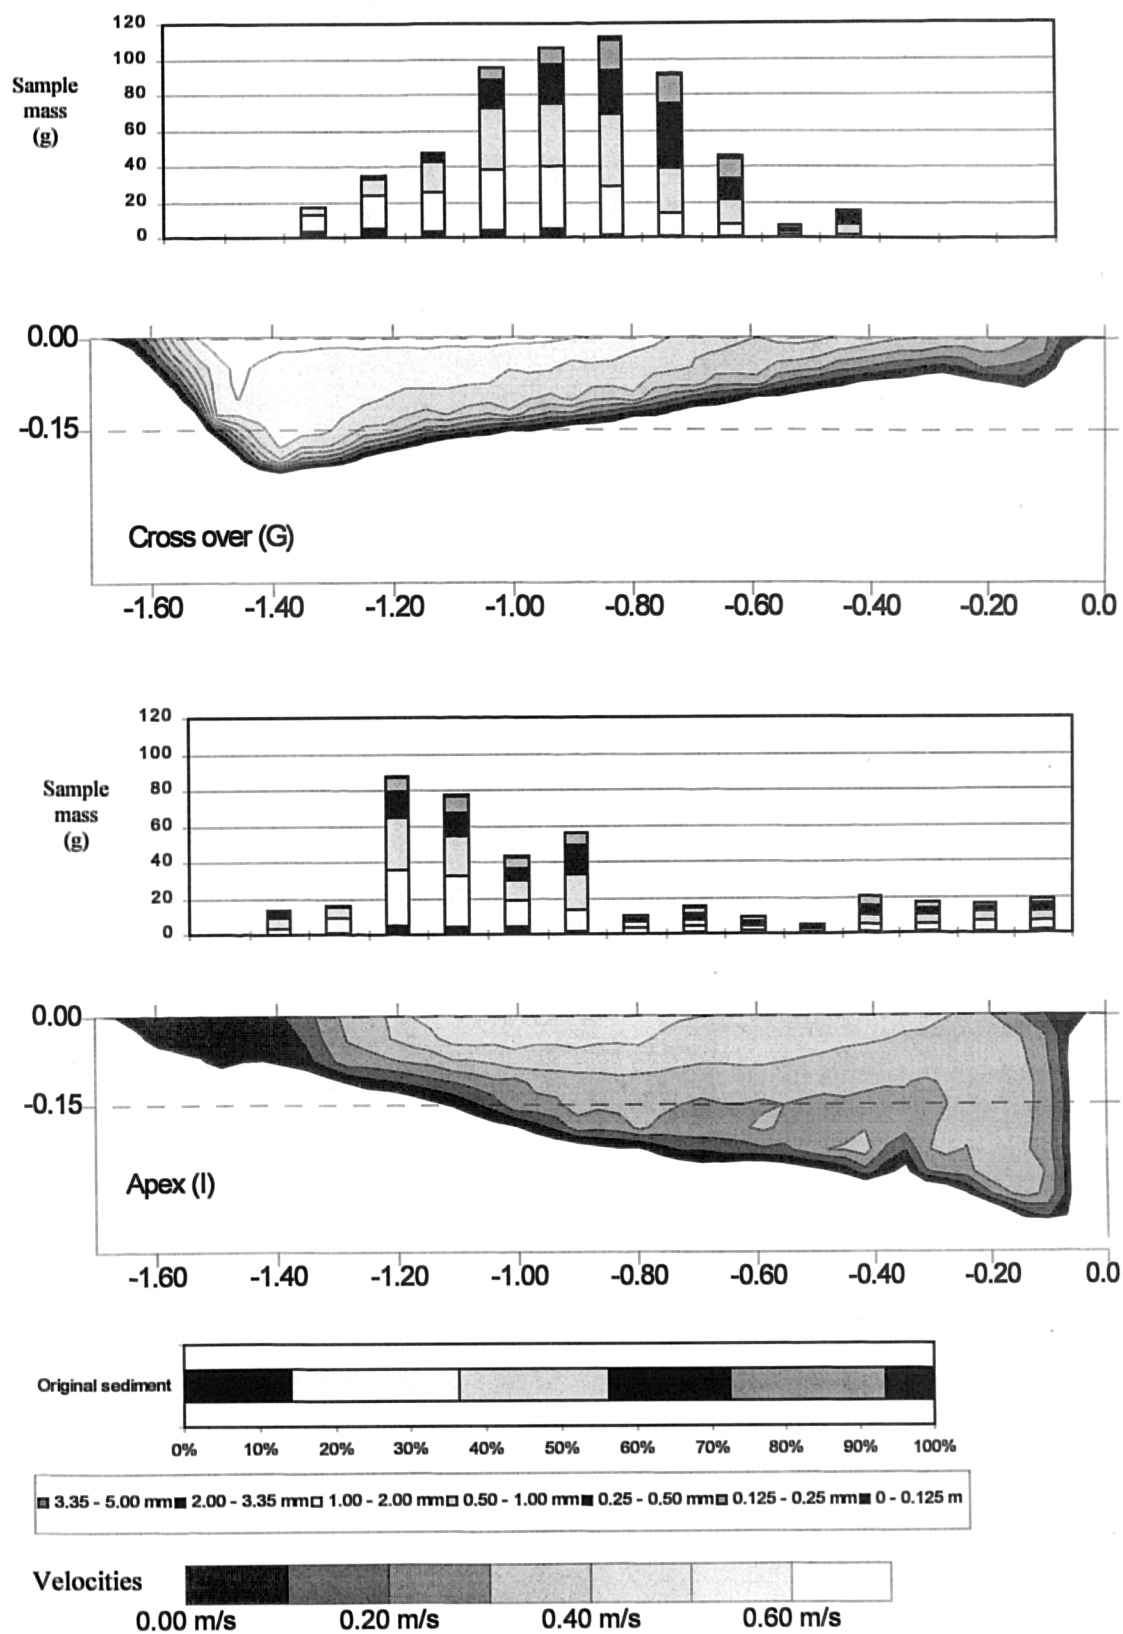 120
100
80
60
40
20
0
Sample
mass
(g)
0.00
-0.15
Cross over (G)
-1.60 -1.40 -1.20 -1.00 -0.80 -0.60 -0.40 -0.20 0.0
120
100
80
60
40
20
0
Sample
mass
(g)
0.00
-0.15
Apex (I)
-1.60 -1.40 -1.20 -1.00 -0.80 -0.60 -0.40 -0.20 0.0
Original sediment
0% 10% 20% 30% 40% 50% 60% 70% 80% 90% 100%
3.35 - 5.00 mm 2.00 - 3.35 mm 1.00 - 2.00 mm 0.50 - 1.00 mm 0.25 - 0.50 mm 0.125 - 0.25 mm 0 - 0.125 m
Velocities
0.00 m/s 0.20 m/s 0.40 m/s 0.60 m/s